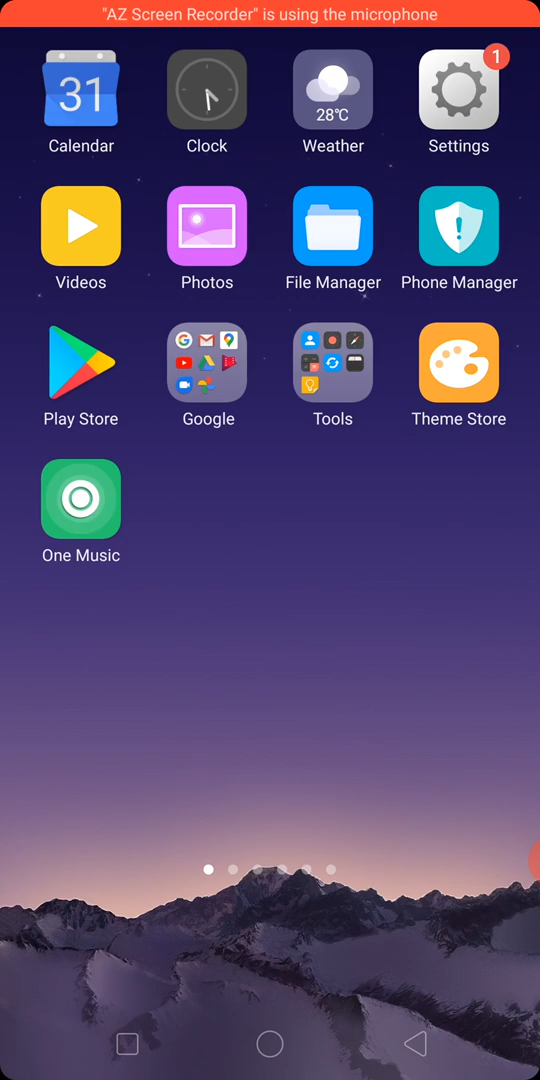 "AZ Screen Recorder" is using the microphone
1
31
28℃
Calendar
Clock
Weather
Settings
Videos
Photos
File Manager
Phone Manager
Play Store
Google
Tools
Theme Store
One Music